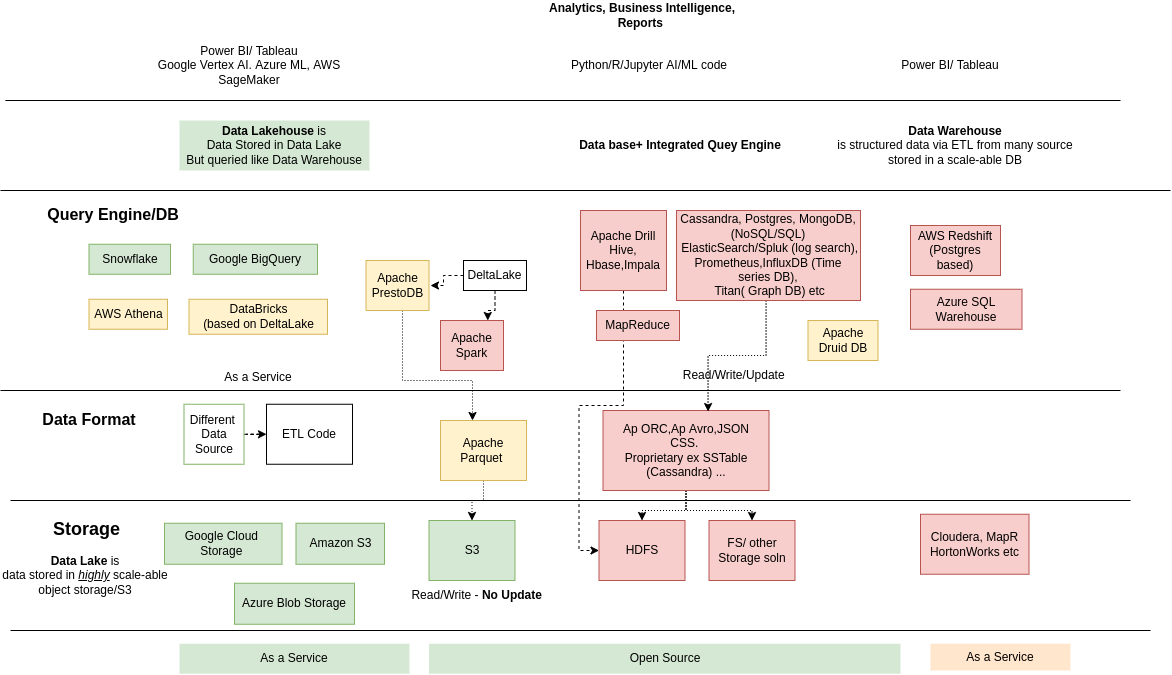 Analytics, Business Intelligence,
Reports
Power BI/ Tableau
Google Vertex AI. Azure ML, AWS
SageMaker
Python/R/Jupyter AI/ML code
Power BI/ Tableau
Data Lakehouse is
Data Stored in Data Lake
But queried like Data Warehouse
Data base+ Integrated Quey Engine
Data Warehouse
is structured data via ETL from many source
stored in a scale-able DB
Query Engine/DB
Snowflake
Google BigQuery
AWS Athena
DataBricks
(based on DeltaLake
As a Service
Apache
PrestoDB
DeltaLake
Apache
Spark
Apache Drill
Hive,
Hbase,Impala
MapReduce
Cassandra, Postgres, MongoDB,
(NoSQL/SQL)
ElasticSearch/Spluk (log search),
Prometheus,InfluxDB (Time
series DB),
Titan( Graph DB) etc
Read/Write/Update
Apache
Druid DB
AWS Redshift
(Postgres
based)
Azure SQL
Warehouse
Data Format
Different
Data
Source
ETL Code
Apache
Parquet
Ap ORC,Ap Avro,JSON
CSS.
Proprietary ex SSTable
(Cassandra) ...
Storage
Data Lake is
data stored in highly scale-able
object storage/S3
Google Cloud
Storage
Amazon S3
Azure Blob Storage
S3
Read/Write - No Update
HDFS
FS/ other
Storage soln
Cloudera, MapR
HortonWorks etc
As a Service
Open Source
As a Service